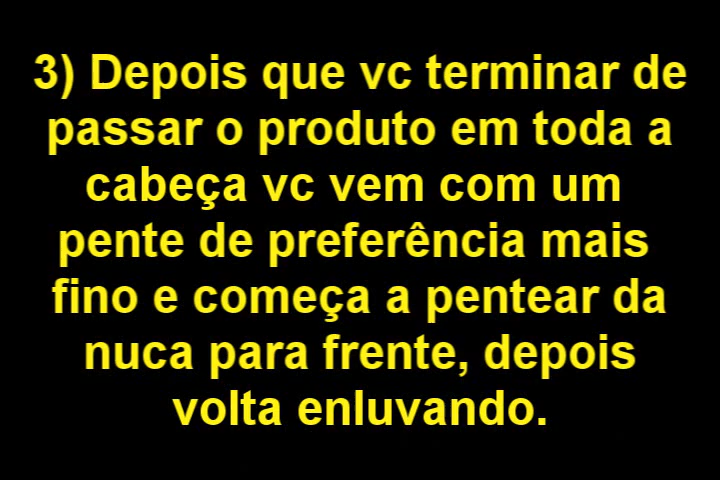 3) Depois que vc terminar de
passar o produto em toda a
cabeça vc vem com um
pente de preferência mais
fino e começa a pentear da
nuca para frente, depois
volta enluvando.